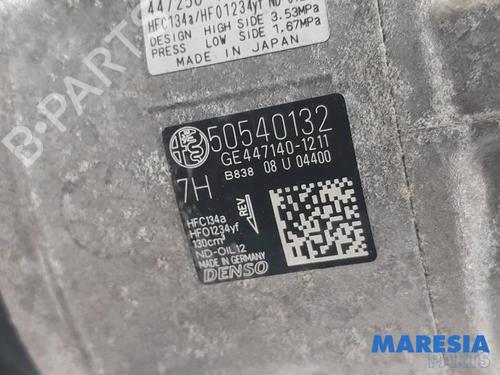 HFC134a/HFO1234yf
DESIGN HIGH SIDE 3.53MPa
PRESS LOW SIDE 1.67MPa
MADE IN JAPAN
50540132
GE447140-1211
7H B838 08 U 04400
REV
HFC134a
HFO1234yf
130cm³
ND-OIL12
MADE IN GERMANY
DENSO
B-PARTS
MARESIA
PARTS